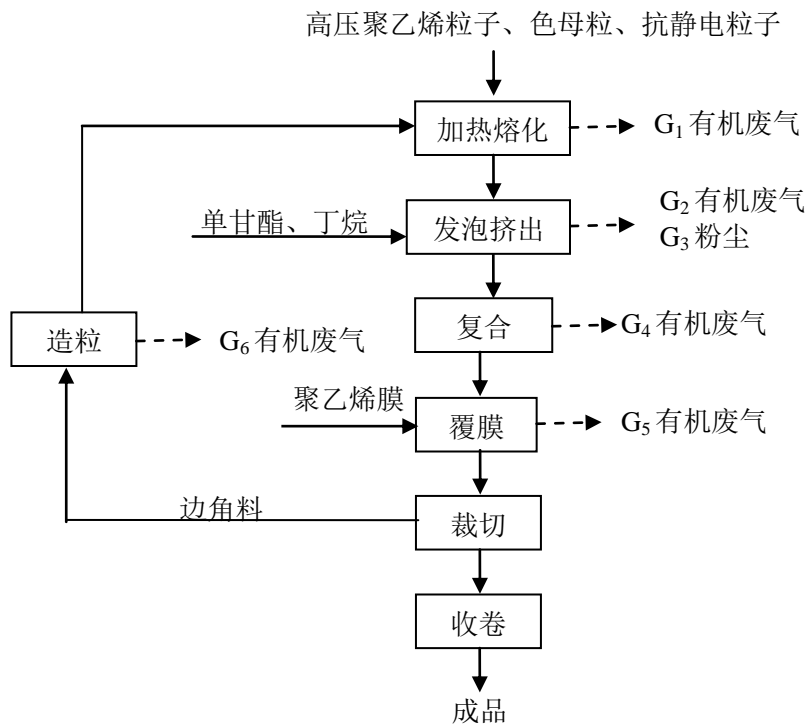 高压聚乙烯粒子、色母粒、抗静电粒子
加热熔化
G₁有机废气
单甘酯、丁烷
发泡挤出
G₂有机废气
G₃粉尘
造粒
G₆有机废气
复合
G₄有机废气
聚乙烯膜
覆膜
G₅有机废气
边角料
裁切
收卷
成品